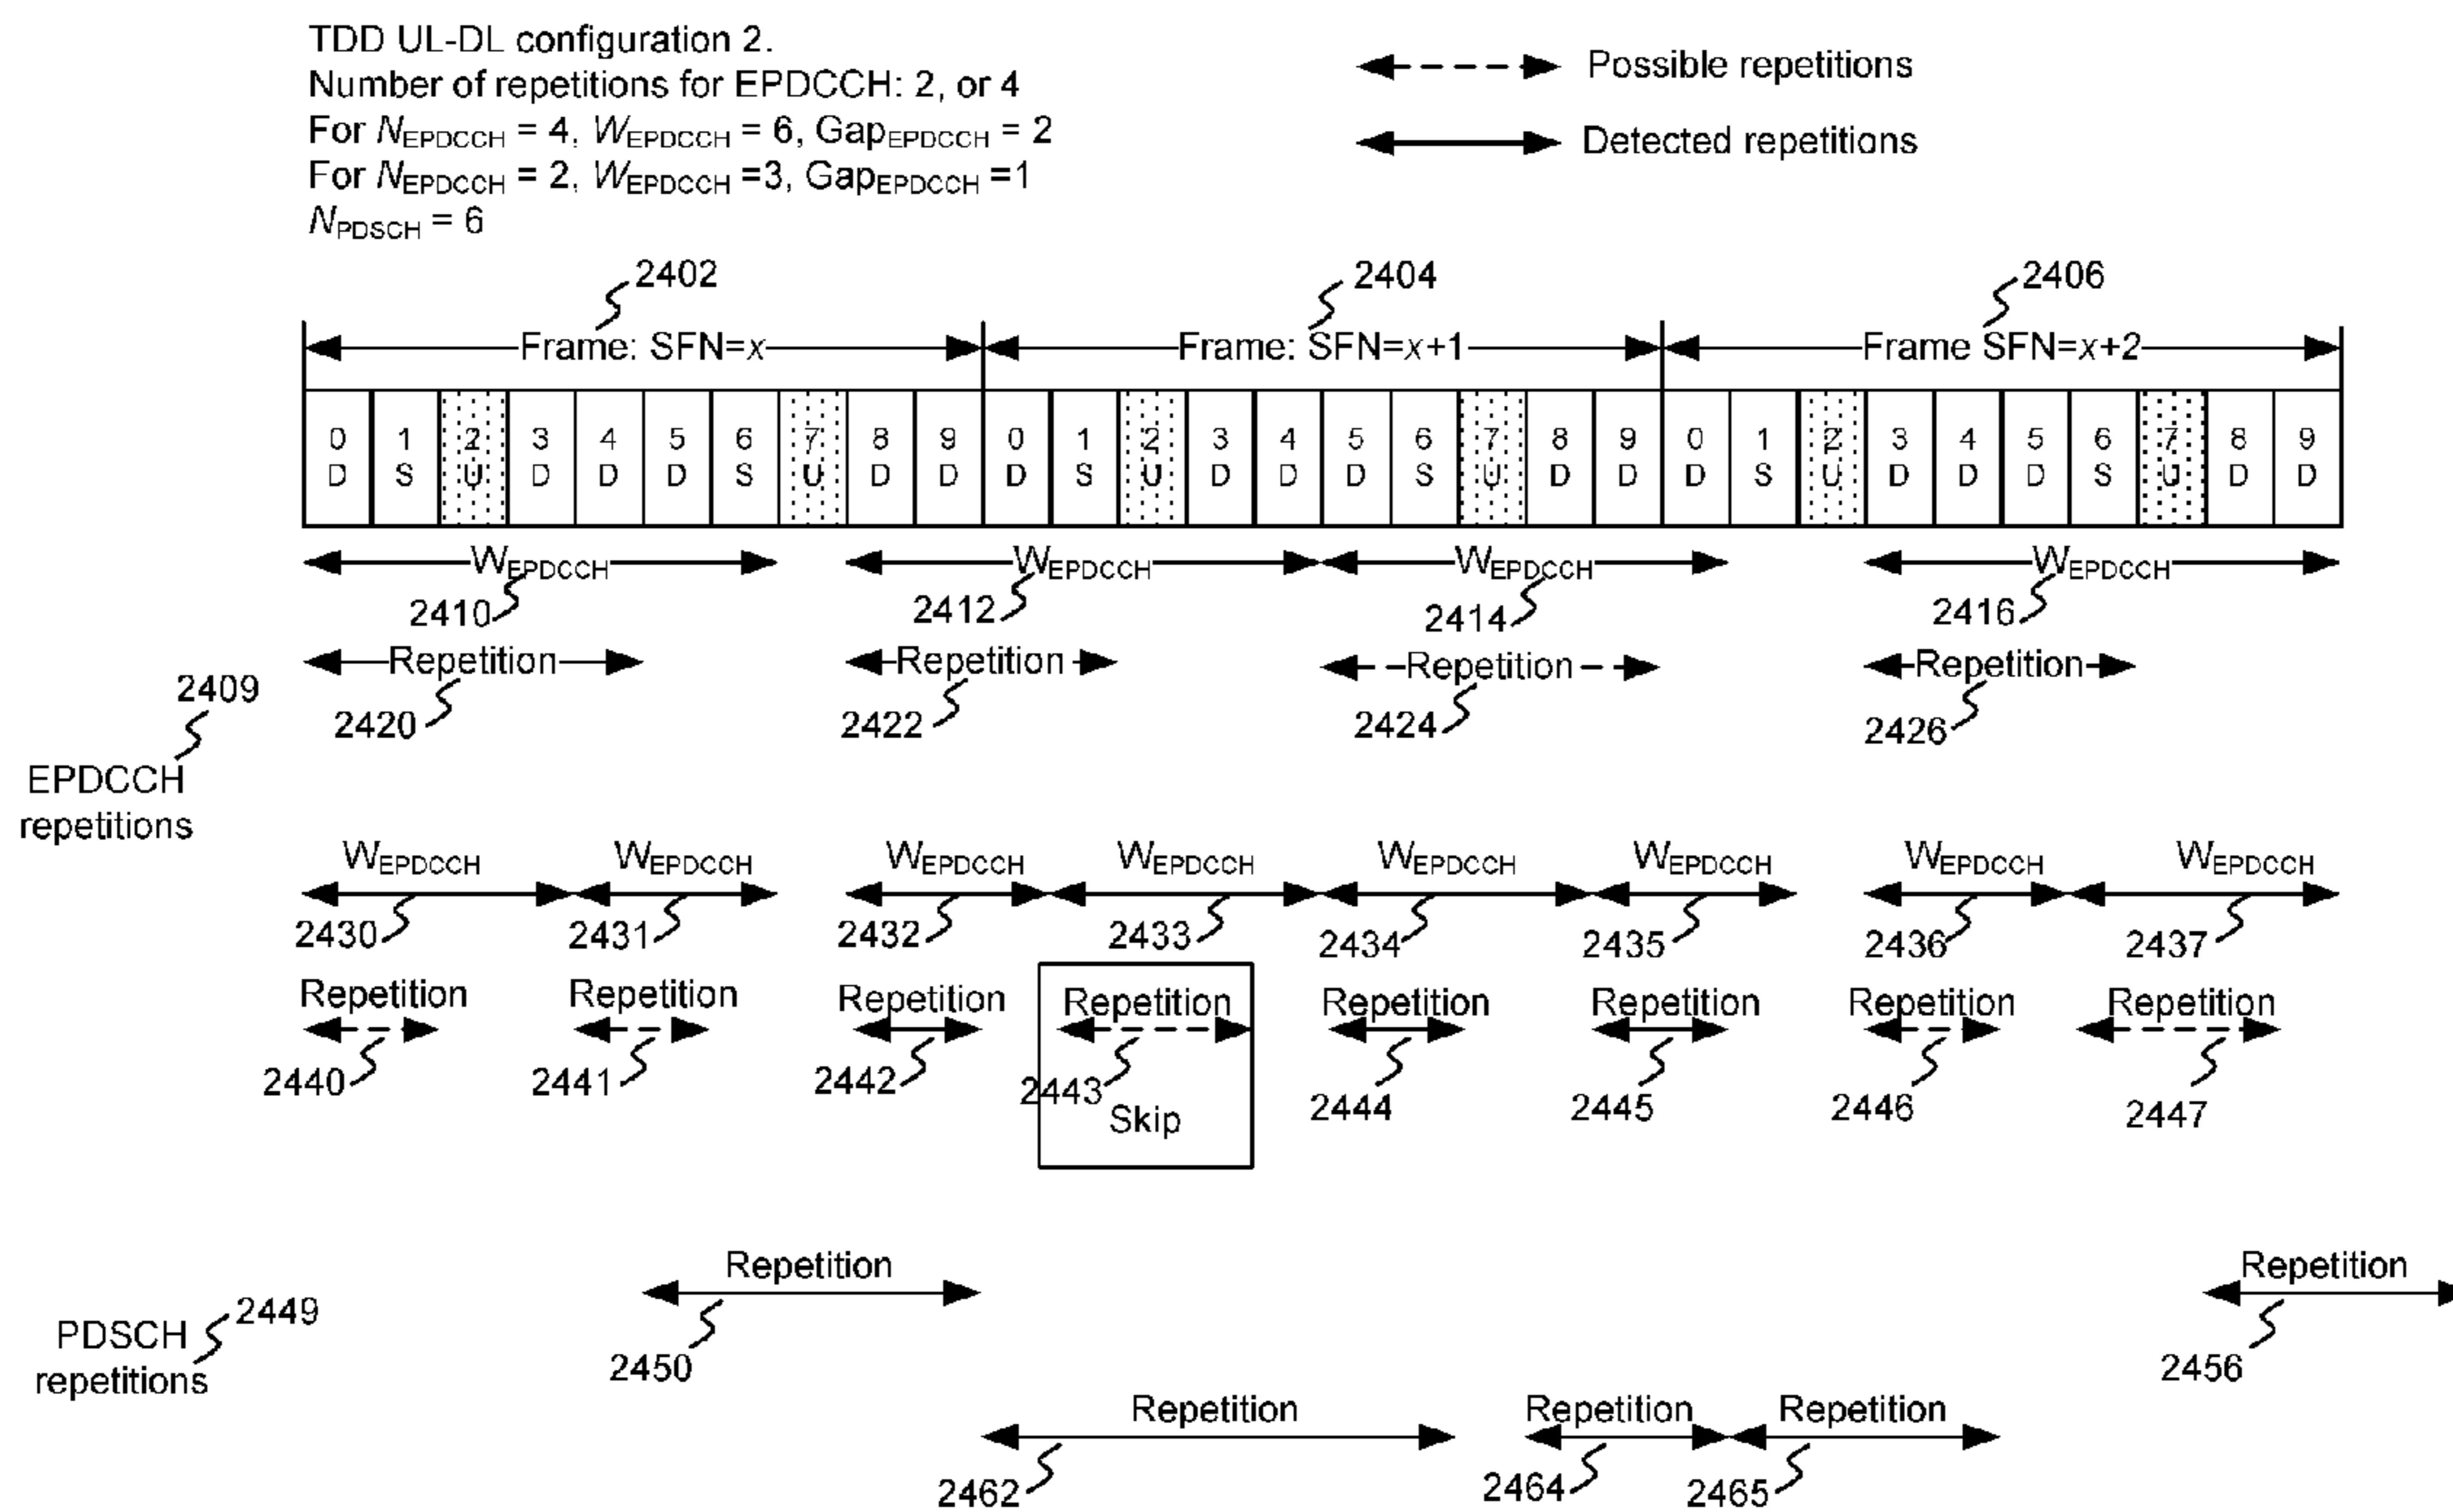 TDD UL-DL configuration 2.
Number of repetitions for EPDCCH: 2, or 4
For NEPDCCH = 4, WEPDCCH = 6, GapEPDCCH = 2
For NEPDCCH = 2, WEPDCCH =3, GapEPDCCH =1
NPDSCH = 6
Possible repetitions
Detected repetitions
2402 2404 2406
Frame: SFN=x Frame: SFN=x+1 Frame SFN=x+2
0 1 2 3 4 5 6 7 8 9 0 1 2 3 4 5 6 7 8 9 0 1 2 3 4 5 6 7 8 9
D S U D D D S U D D D S U D D D S U D D D S U D D D S U D D
WEPDCCH WEPDCCH WEPDCCH WEPDCCH
2410 2412 2414 2416
Repetition Repetition Repetition Repetition
2409
2420 2422 2424 2426
EPDCCH
repetitions
WEPDCCH WEPDCCH WEPDCCH WEPDCCH WEPDCCH WEPDCCH WEPDCCH WEPDCCH
2430 2431 2432 2433 2434 2435 2436 2437
Repetition Repetition Repetition Repetition Repetition Repetition Repetition Repetition
2440 2441 2442 2443 2444 2445 2446 2447
Skip
Repetition Repetition
2449
PDSCH
repetitions
2450 2456
Repetition Repetition Repetition
2462 2464 2465